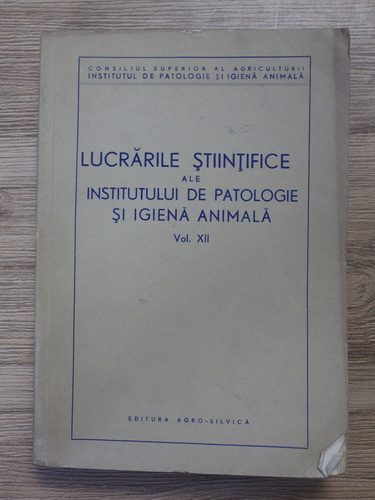 CONSILIUL SUPERIOR AL AGRICULTURII
INSTITUTUL DE PATOLOGIE ȘI IGIENĂ ANIMALĂ
LUCRĂRILE ȘTIINȚIFICE
ALE
INSTITUTULUI DE PATOLOGIE
ȘI IGIENĂ ANIMALĂ
Vol. XII
EDITURA AGRO-SILVICĂ